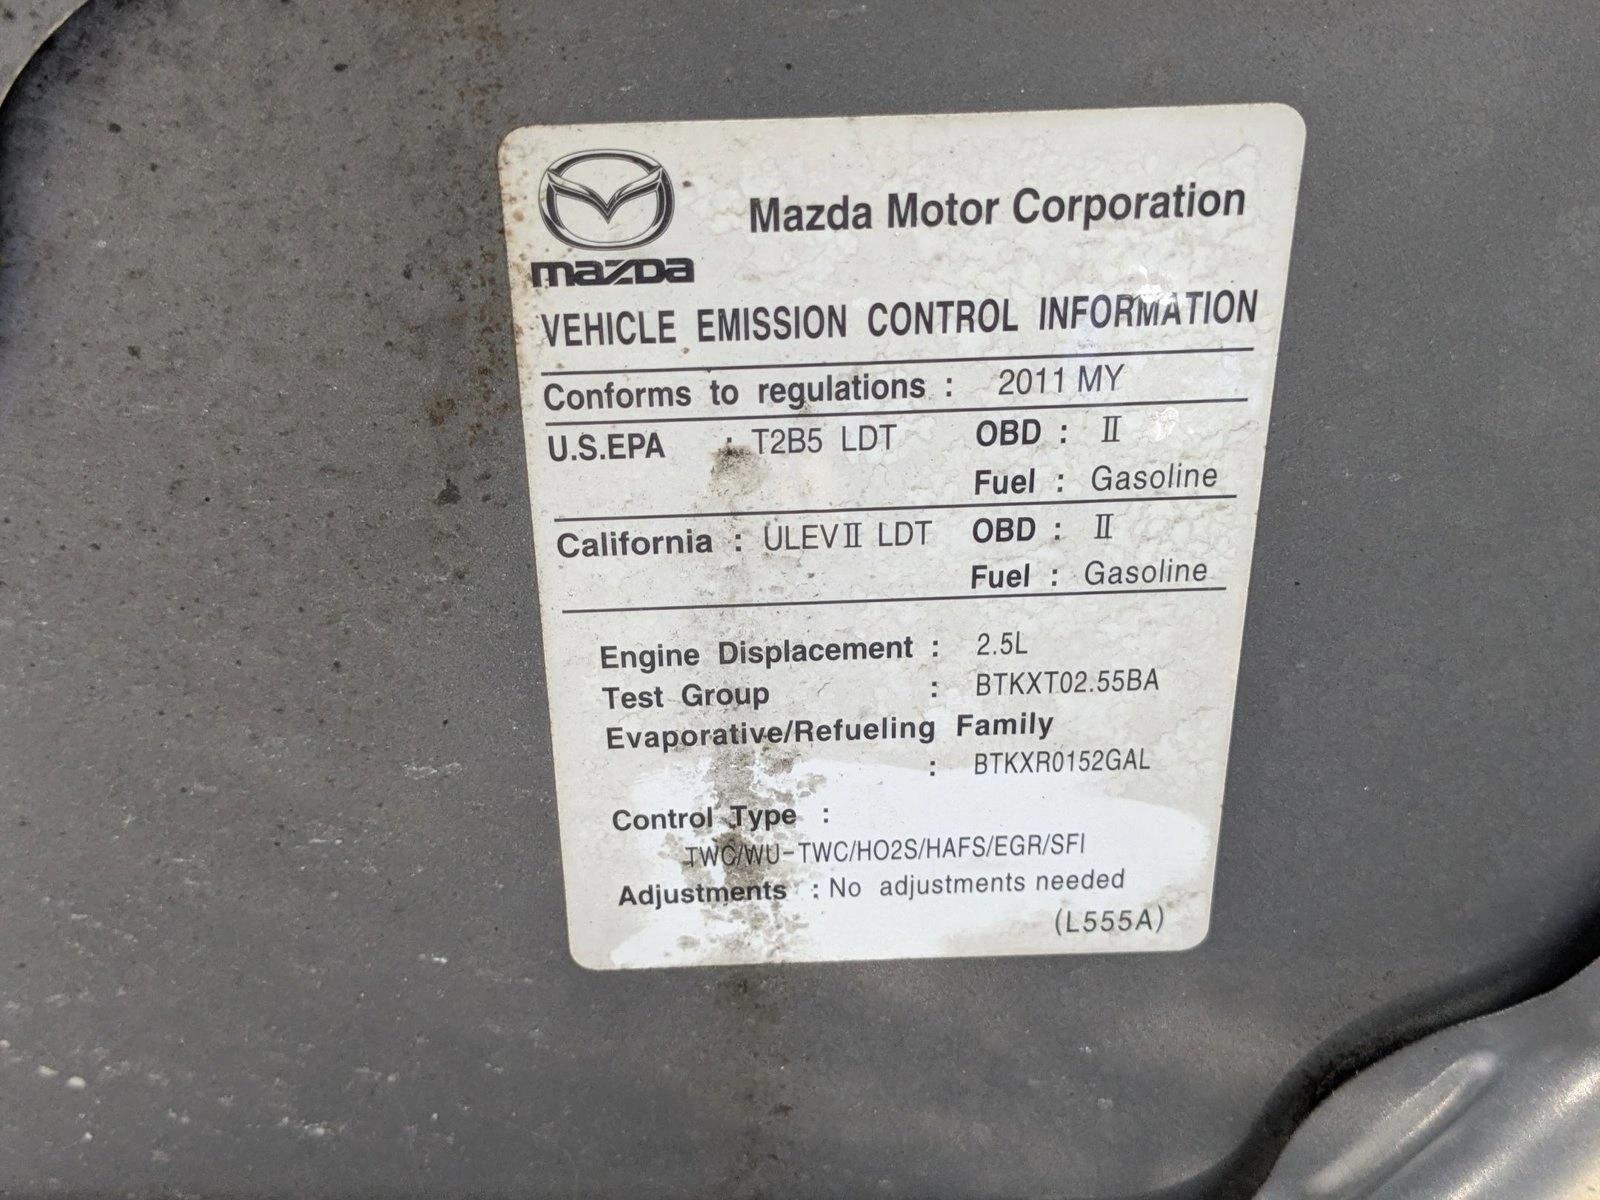 mazda
Mazda Motor Corporation
VEHICLE EMISSION CONTROL INFORMATION
Conforms to regulations : 2011 MY
U.S.EPA : T2B5 LDT OBD : II
Fuel : Gasoline
California : ULEVII LDT OBD : II
Fuel : Gasoline
Engine Displacement : 2.5L
Test Group : BTKXT02.55BA
Evaporative/Refueling Family
: BTKXR0152GAL
Control Type :
TWC/WU-TWC/HO2S/HAFS/EGR/SFI
Adjustments : No adjustments needed
(L555A)